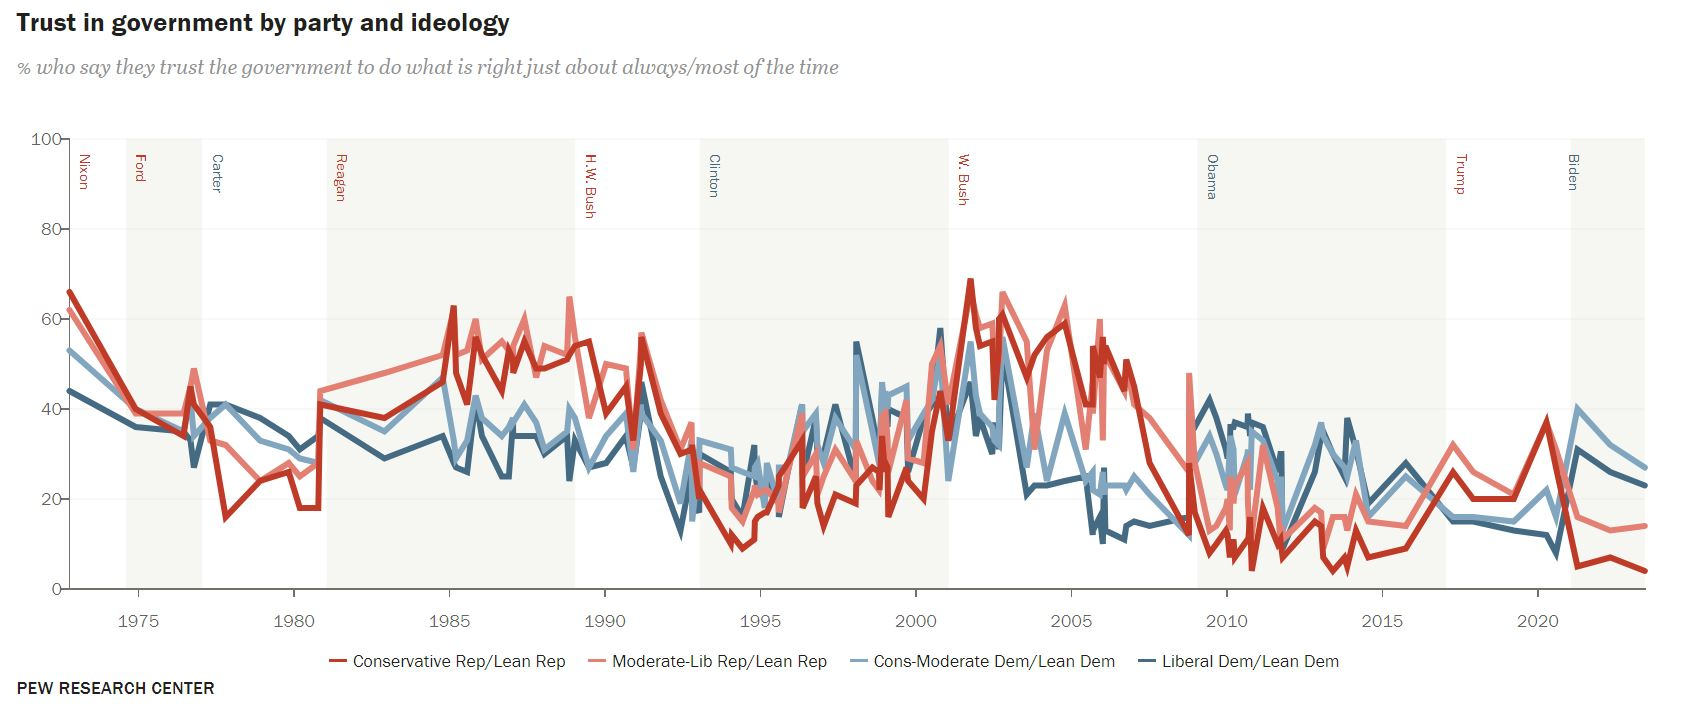 Trust in government by party and ideology
% who say they trust the government to do what is right just about always/most of the time
100
80
60
40
20
0
Nixon
Ford
Carter
Reagan
H.W. Bush
Clinton
W. Bush
Obama
Trump
Biden
1975 1980 1985 1990 1995 2000 2005 2010 2015 2020
Conservative Rep/Lean Rep Moderate-Lib Rep/Lean Rep Cons-Moderate Dem/Lean Dem Liberal Dem/Lean Dem
PEW RESEARCH CENTER